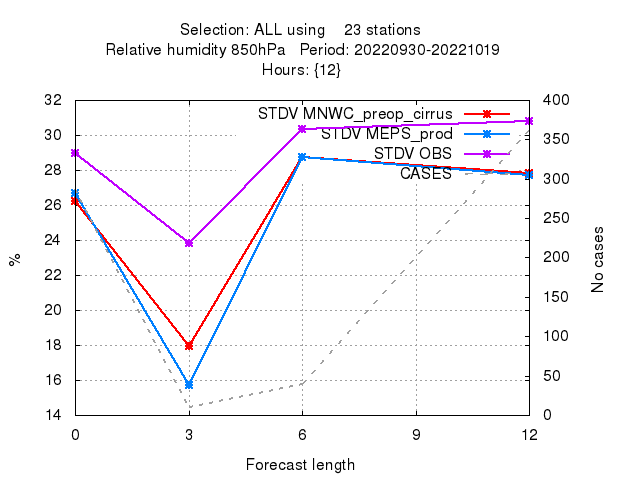 Selection: ALL using    23 stations
Relative humidity 850hPa   Period: 20220930-20221019
Hours: {12}
STDV MNWC_preop_cirrus
STDV MEPS_prod
STDV OBS
CASES
32
30
28
26
24
22
20
18
16
14
%
400
350
300
250
200
150
100
50
0
No cases
0 3 6 9 12
Forecast length